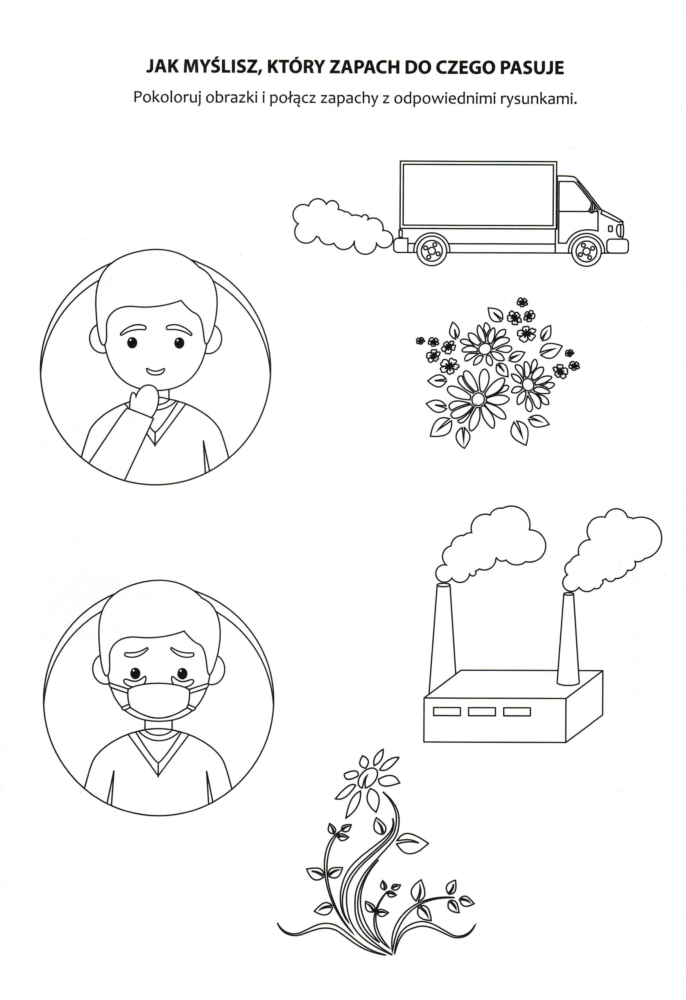 JAK MYŚLISZ, KTÓRY ZAPACH DO CZEGO PASUJE
Pokoloruj obrazki i połącz zapachy z odpowiednimi rysunkami.